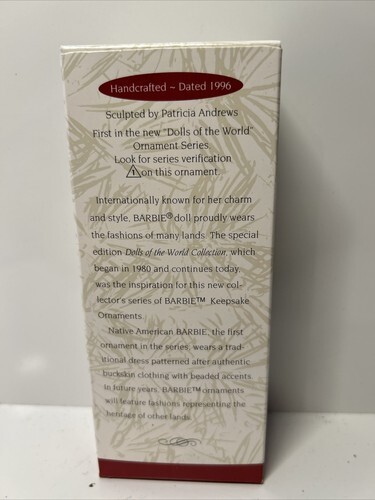 Handcrafted ~ Dated 1996
Sculpted by Patricia Andrews
First in the new "Dolls of the World"
Ornament Series
Look for series verification
1 on this ornament.
Internationally known for her charm
and style, BARBIE® doll proudly wears
the fashions of many lands. The special
edition Dolls of the World Collection, which
began in 1980 and continues today,
was the inspiration for this new col-
lector's series of BARBIE™ Keepsake
Ornaments.
Native American BARBIE, the first
ornament in the series, wears a trad-
itional dress patterned after authentic
buckskin clothing with beaded accents.
In future years, BARBIE™ ornaments
will feature fashions representing the
heritage of other lands.